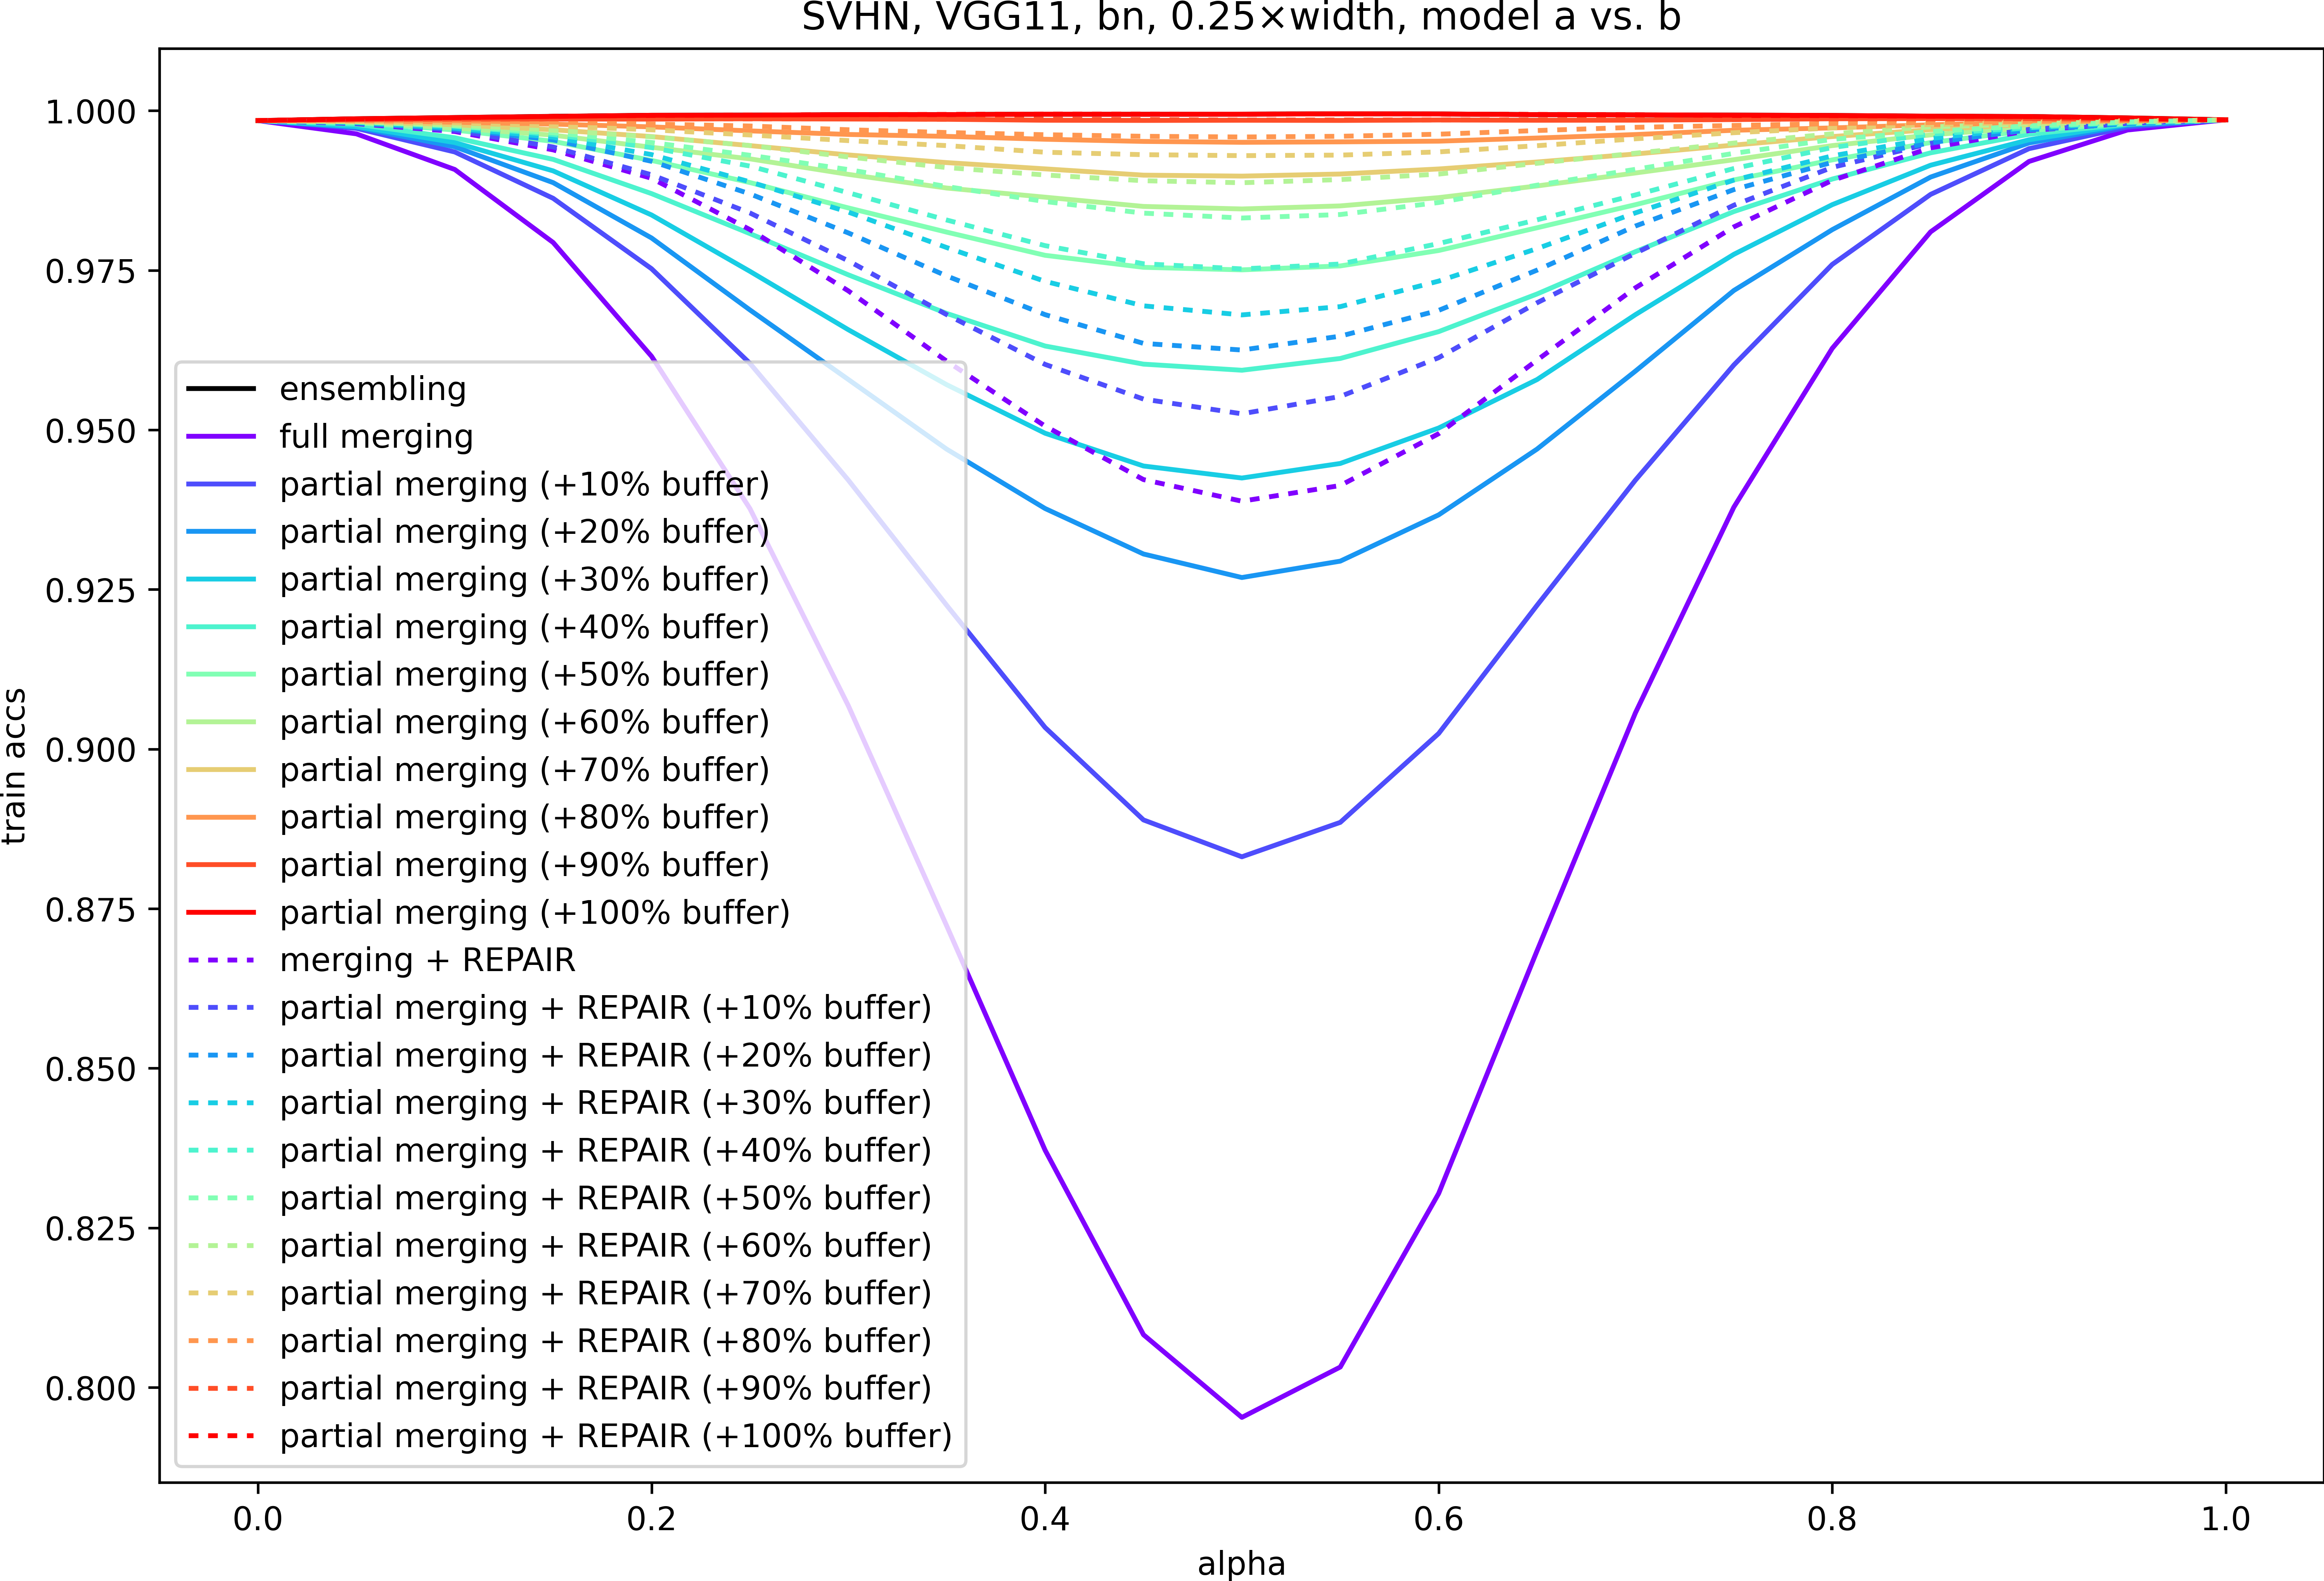 SVHN, VGG11, bn, 0.25×width, model a vs. b
train accs
1.000
0.975
0.950
0.925
0.900
0.875
0.850
0.825
0.800
ensembling
full merging
partial merging (+10% buffer)
partial merging (+20% buffer)
partial merging (+30% buffer)
partial merging (+40% buffer)
partial merging (+50% buffer)
partial merging (+60% buffer)
partial merging (+70% buffer)
partial merging (+80% buffer)
partial merging (+90% buffer)
partial merging (+100% buffer)
merging + REPAIR
partial merging + REPAIR (+10% buffer)
partial merging + REPAIR (+20% buffer)
partial merging + REPAIR (+30% buffer)
partial merging + REPAIR (+40% buffer)
partial merging + REPAIR (+50% buffer)
partial merging + REPAIR (+60% buffer)
partial merging + REPAIR (+70% buffer)
partial merging + REPAIR (+80% buffer)
partial merging + REPAIR (+90% buffer)
partial merging + REPAIR (+100% buffer)
0.0 0.2 0.4 0.6 0.8 1.0
alpha